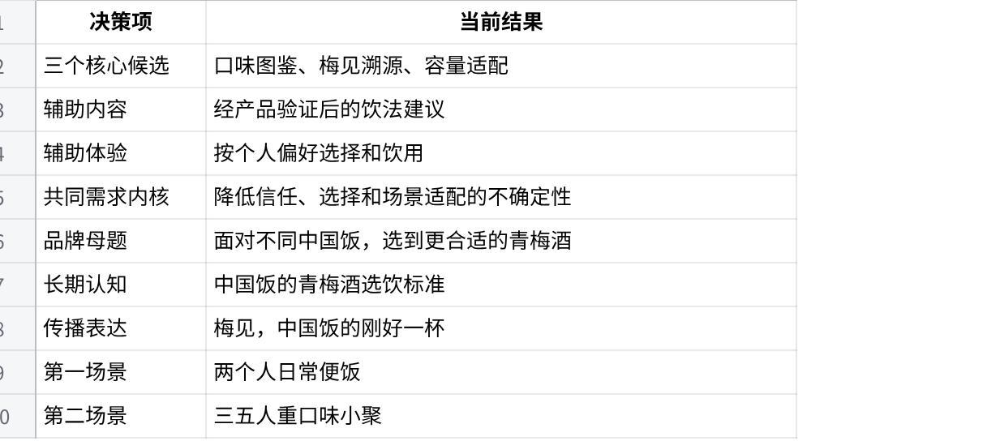 决策项 当前结果
2 三个核心候选 口味图鉴、梅见溯源、容量适配
辅助内容 经产品验证后的饮法建议
4 辅助体验 按个人偏好选择和饮用
5 共同需求内核 降低信任、选择和场景适配的不确定性
6 品牌母题 面对不同中国饭，选到更合适的青梅酒
7 长期认知 中国饭的青梅酒选饮标准
8 传播表达 梅见，中国饭的刚好一杯
9 第一场景 两个人日常便饭
0 第二场景 三五人重口味小聚